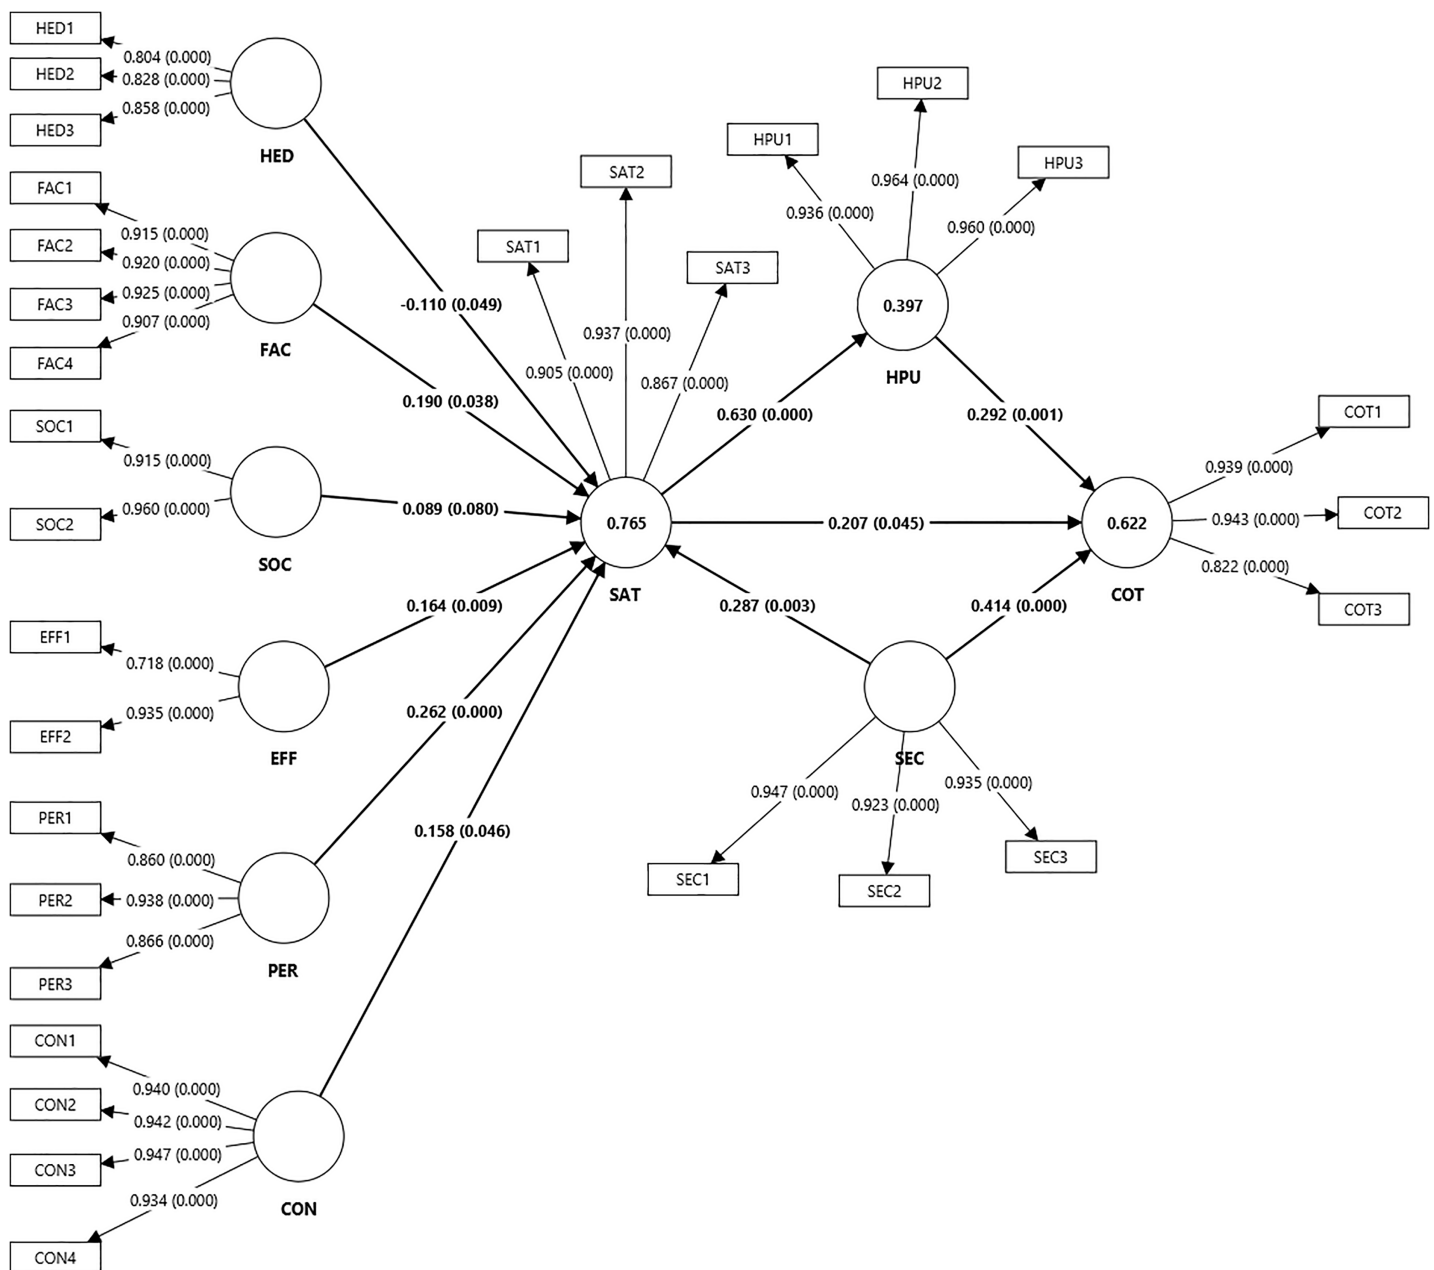 HED1
0.804 (0.000)
HED2
0.828 (0.000)
0.858 (0.000)
HED3
HED
FAC1
0.915 (0.000)
FAC2
0.920 (0.000)
0.925 (0.000)
FAC3
0.907 (0.000)
FAC4
FAC
SOC1
0.915 (0.000)
0.960 (0.000)
SOC2
SOC
EFF1
0.718 (0.000)
0.935 (0.000)
EFF2
EFF
PER1
0.860 (0.000)
PER2
0.938 (0.000)
0.866 (0.000)
PER3
PER
CON1
0.940 (0.000)
CON2
0.942 (0.000)
0.947 (0.000)
CON3
0.934 (0.000)
CON4
CON
-0.110 (0.049)
0.190 (0.038)
0.089 (0.080)
0.164 (0.009)
0.262 (0.000)
0.158 (0.046)
SAT1
SAT2
SAT3
0.905 (0.000)
0.937 (0.000)
0.867 (0.000)
0.765
SAT
HPU1
HPU2
HPU3
0.936 (0.000)
0.964 (0.000)
0.960 (0.000)
0.397
HPU
0.630 (0.000)
0.292 (0.001)
0.207 (0.045)
0.287 (0.003)
0.414 (0.000)
0.622
COT
COT1
0.939 (0.000)
COT2
0.943 (0.000)
0.822 (0.000)
COT3
SEC
0.947 (0.000)
0.923 (0.000)
0.935 (0.000)
SEC1
SEC2
SEC3